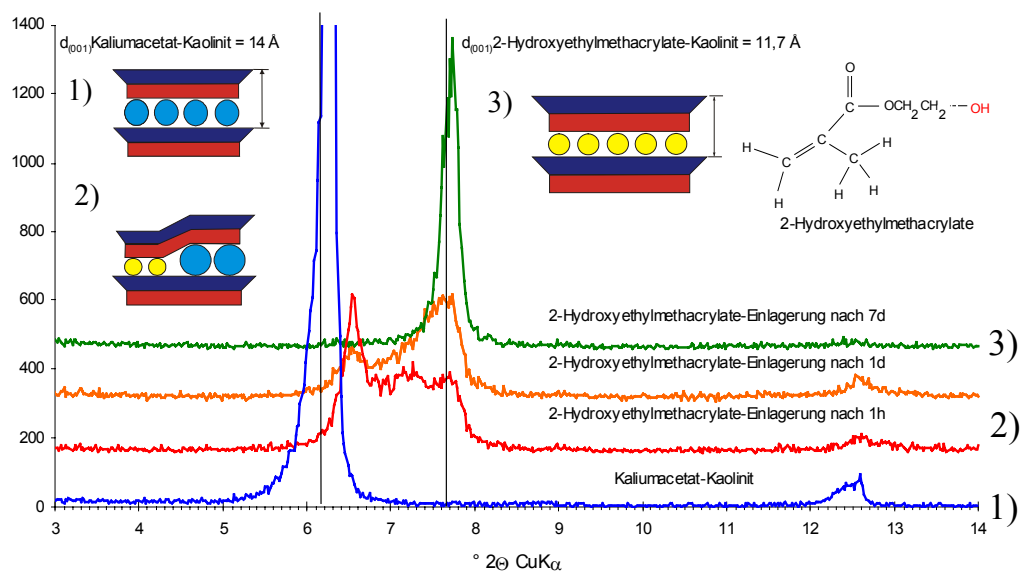 d(001)Kaliumacetat-Kaolinit = 14 Å
d(001)2-Hydroxyethylmethacrylate-Kaolinit = 11,7 Å
1)
2)
3)
O
C
OCH2CH2
OH
H
C
C
C
H
H
H
H
2-Hydroxyethylmethacrylate
1400
1200
1000
800
600
400
200
0
2-Hydroxyethylmethacrylate-Einlagerung nach 7d
3)
2-Hydroxyethylmethacrylate-Einlagerung nach 1d
2-Hydroxyethylmethacrylate-Einlagerung nach 1h
2)
Kaliumacetat-Kaolinit
1)
3 4 5 6 7 8 9 10 11 12 13 14
° 2Θ CuKα